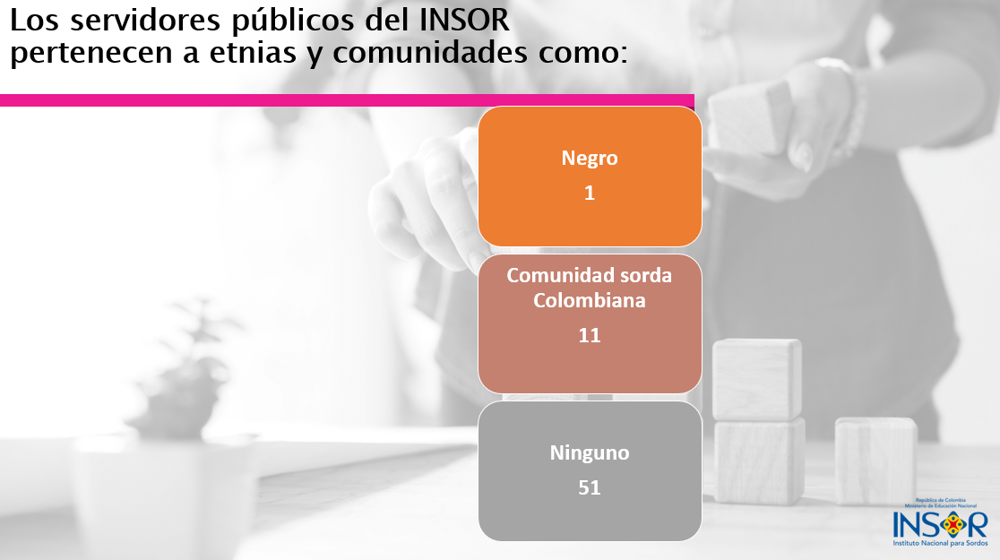 Los servidores públicos del INSOR
pertenecen a etnias y comunidades como:
Negro
1
Comunidad sorda
Colombiana
11
Ninguno
51
República de Colombia
Ministerio de Educación Nacional
INSOR
Instituto Nacional para Sordos